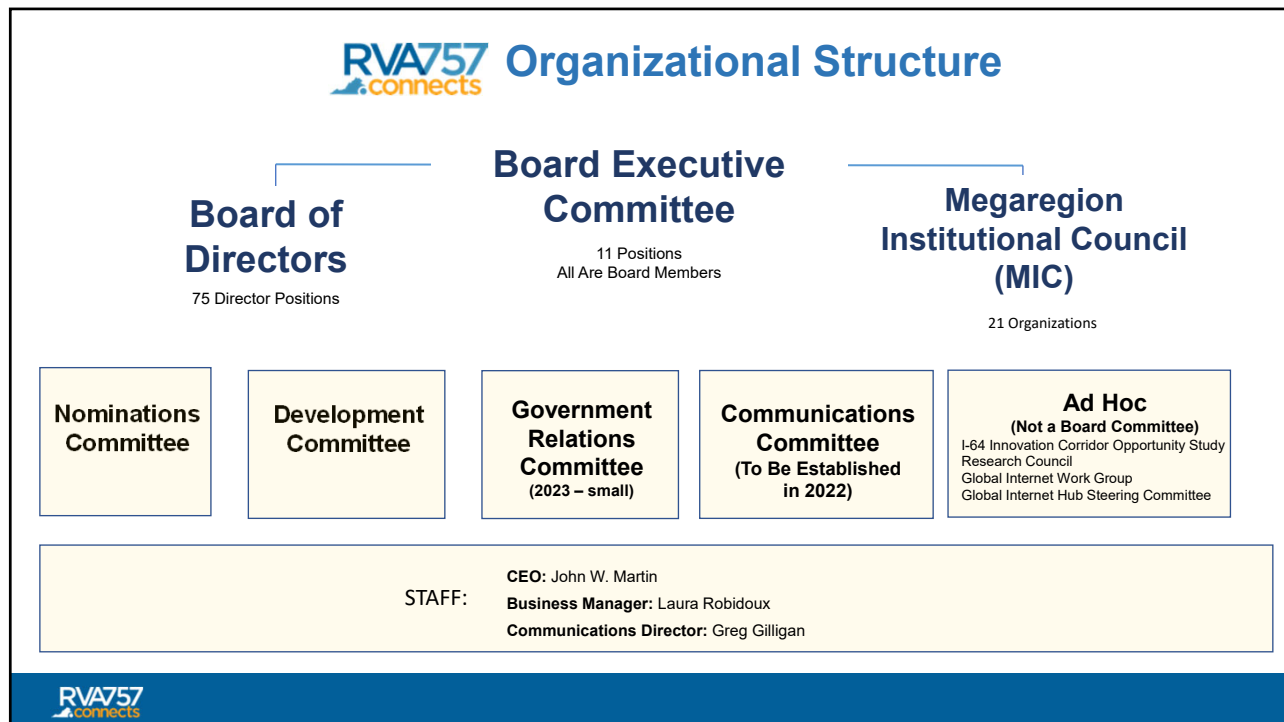 RVA757
connects
Organizational Structure
Board Executive
Committee
11 Positions
All Are Board Members
Board of
Directors
75 Director Positions
Megaregion
Institutional Council
(MIC)
21 Organizations
Nominations
Committee
Development
Committee
Government
Relations
Committee
(2023 – small)
Communications
Committee
(To Be Established
in 2022)
Ad Hoc
(Not a Board Committee)
I-64 Innovation Corridor Opportunity Study
Research Council
Global Internet Work Group
Global Internet Hub Steering Committee
STAFF:
CEO: John W. Martin
Business Manager: Laura Robidoux
Communications Director: Greg Gilligan
RVA757
connects